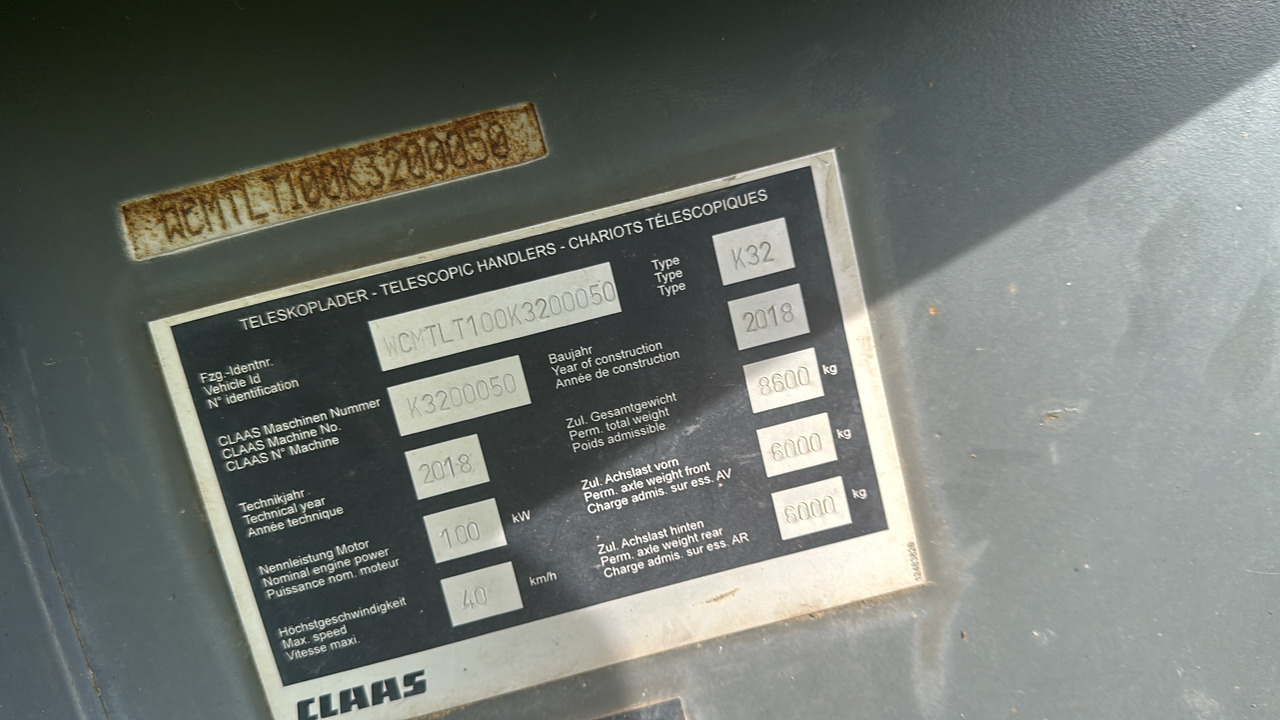 WCMTLT100K3200050
TELESKOPLADER - TELESCOPIC HANDLERS - CHARIOTS TÉLESCOPIQUES
Fzg.-Identnr.
Vehicle Id
N° identification
WCMTLT100K3200050
Type
Type
Type
K32
CLAAS Maschinen Nummer
CLAAS Machine No.
CLAAS N° Machine
K3200050
Baujahr
Year of construction
Année de construction
2018
Technikjahr
Technical year
Année technique
2018
Zul. Gesamtgewicht
Perm. total weight
Poids admissible
8600 kg
Nennleistung Motor
Nominal engine power
Puissance nom. moteur
100 kW
Zul. Achslast vorn
Perm. axle weight front
Charge admis. sur ess. AV
6000 kg
Höchstgeschwindigkeit
Max. speed
Vitesse maxi.
40 km/h
Zul. Achslast hinten
Perm. axle weight rear
Charge admis. sur ess. AR
6000 kg
CLAAS